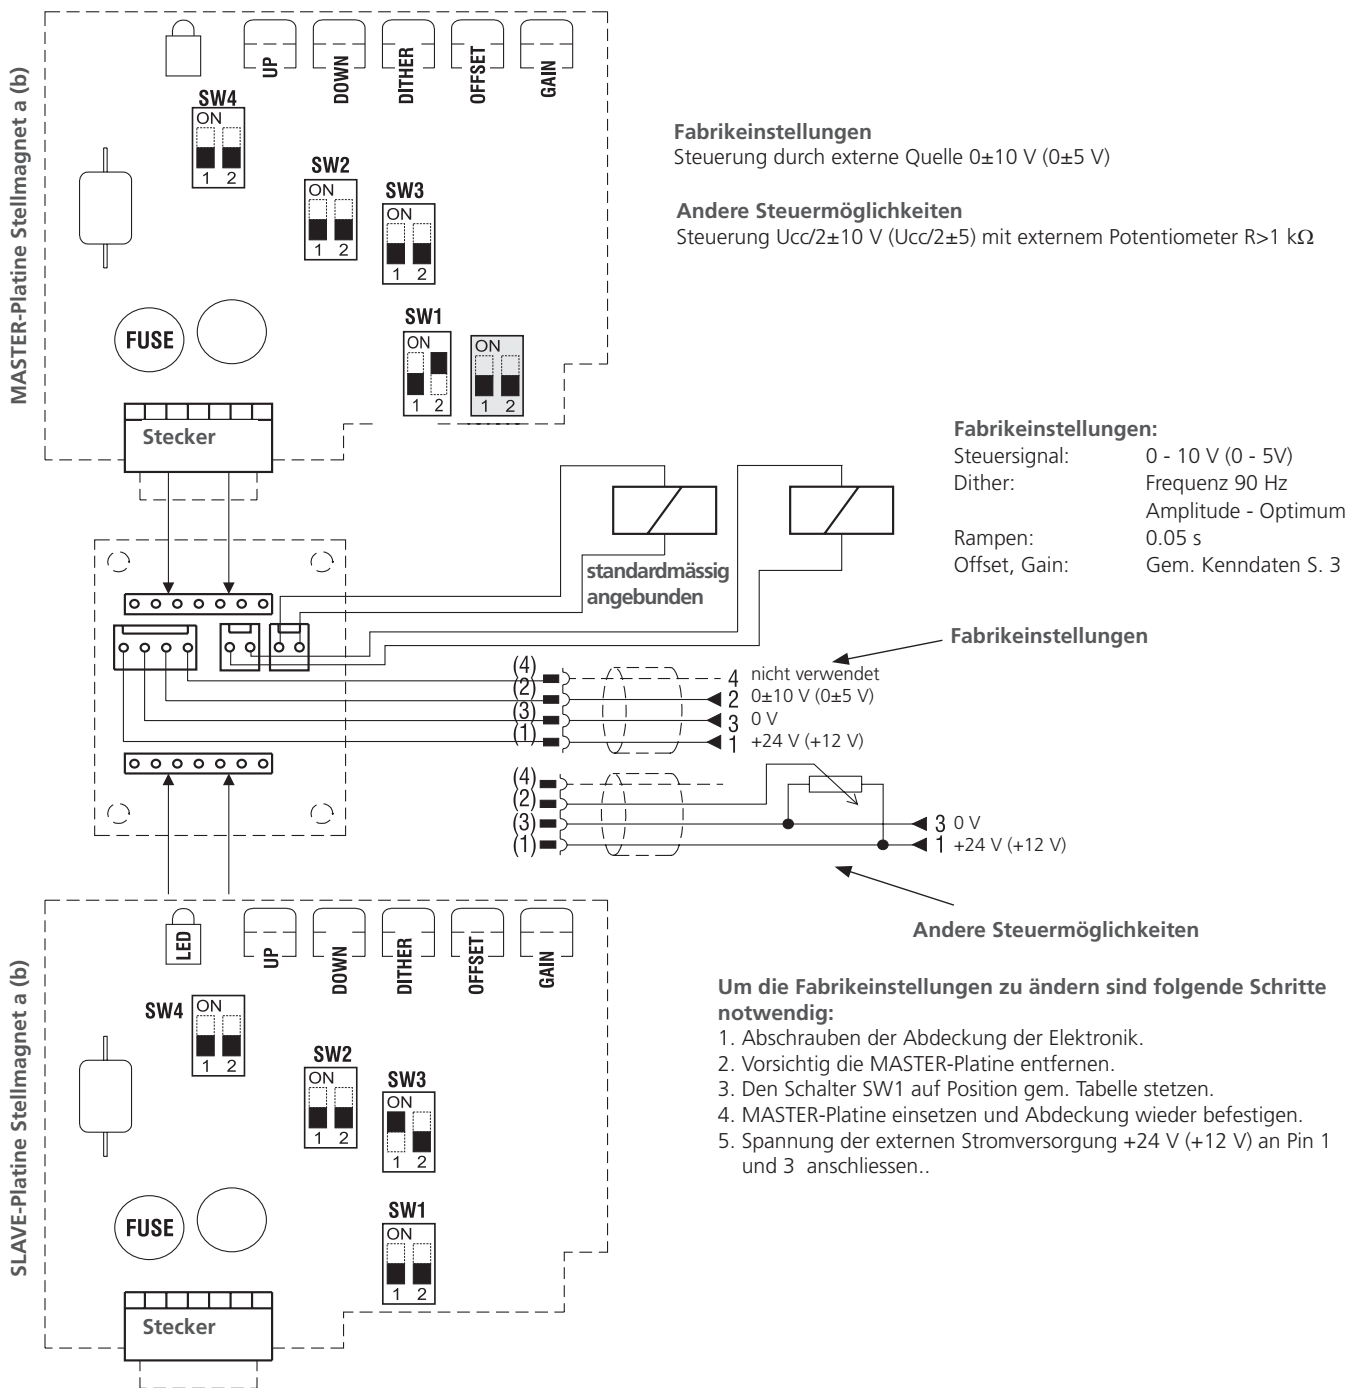 MASTER-Platine Stellmagnet a (b)
UP
DOWN
DITHER
OFFSET
GAIN
SW4
ON
1 2
SW2
ON
1 2
SW3
ON
1 2
SW1
ON
1 2
ON
1 2
FUSE
Stecker
Fabrikeinstellungen
Steuerung durch externe Quelle 0±10 V (0±5 V)
Andere Steuermöglichkeiten
Steuerung Ucc/2±10 V (Ucc/2±5) mit externem Potentiometer R>1 kΩ
Fabrikeinstellungen:
Steuersignal: 0 - 10 V (0 - 5V)
Dither: Frequenz 90 Hz
Amplitude - Optimum
Rampen: 0.05 s
Offset, Gain: Gem. Kenndaten S. 3
standardmässig
angebunden
Fabrikeinstellungen
(4) 4 nicht verwendet
(2) 2 0±10 V (0±5 V)
(3) 3 0 V
(1) 1 +24 V (+12 V)
(4)
(2)
(3) 3 0 V
(1) 1 +24 V (+12 V)
Andere Steuermöglichkeiten
SLAVE-Platine Stellmagnet a (b)
LED
UP
DOWN
DITHER
OFFSET
GAIN
SW4
ON
1 2
SW2
ON
1 2
SW3
ON
1 2
SW1
ON
1 2
FUSE
Stecker
Um die Fabrikeinstellungen zu ändern sind folgende Schritte
notwendig:
1. Abschrauben der Abdeckung der Elektronik.
2. Vorsichtig die MASTER-Platine entfernen.
3. Den Schalter SW1 auf Position gem. Tabelle stetzen.
4. MASTER-Platine einsetzen und Abdeckung wieder befestigen.
5. Spannung der externen Stromversorgung +24 V (+12 V) an Pin 1
und 3 anschliessen..